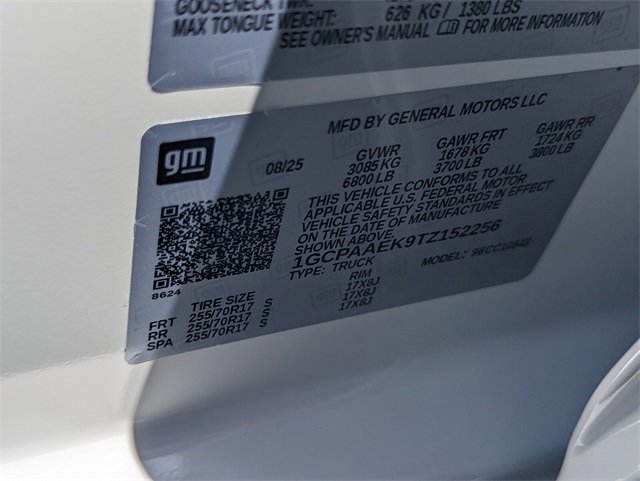 GOOSENECK TWR:
MAX TONGUE WEIGHT: 626 KG / 1380 LBS
SEE OWNER'S MANUAL FOR MORE INFORMATION
MFD BY GENERAL MOTORS LLC
gm
08/25
GVWR GAWR FRT GAWR RR
3085 KG 1678 KG 1724 KG
6800 LB 3700 LB 3800 LB
THIS VEHICLE CONFORMS TO ALL
APPLICABLE U.S. FEDERAL MOTOR
VEHICLE SAFETY STANDARDS IN EFFECT
ON THE DATE OF MANUFACTURE
SHOWN ABOVE
1GCPAAEK9TZ152256
TYPE: TRUCK MODEL: 96CC10543
8624
TIRE SIZE RIM
FRT 255/70R17 S 17X8J
RR 255/70R17 S 17X8J
SPA 255/70R17 S 17X8J